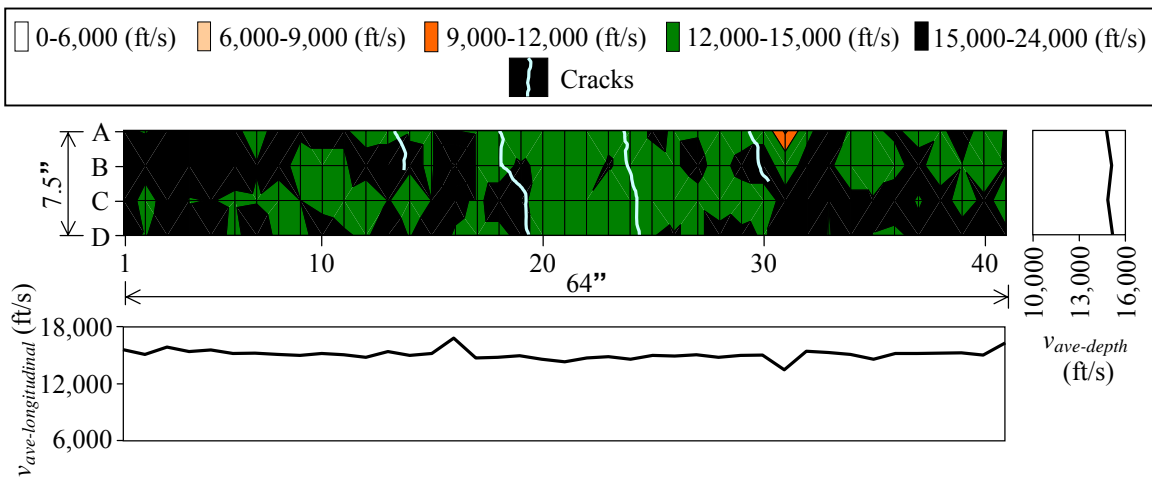 0-6,000 (ft/s) 6,000-9,000 (ft/s) 9,000-12,000 (ft/s) 12,000-15,000 (ft/s) 15,000-24,000 (ft/s)
Cracks
7.5"
A
B
C
D
1 10 20 30 40
64"
10,000 13,000 16,000
v ave-depth
(ft/s)
v ave-longitudinal (ft/s)
18,000
12,000
6,000